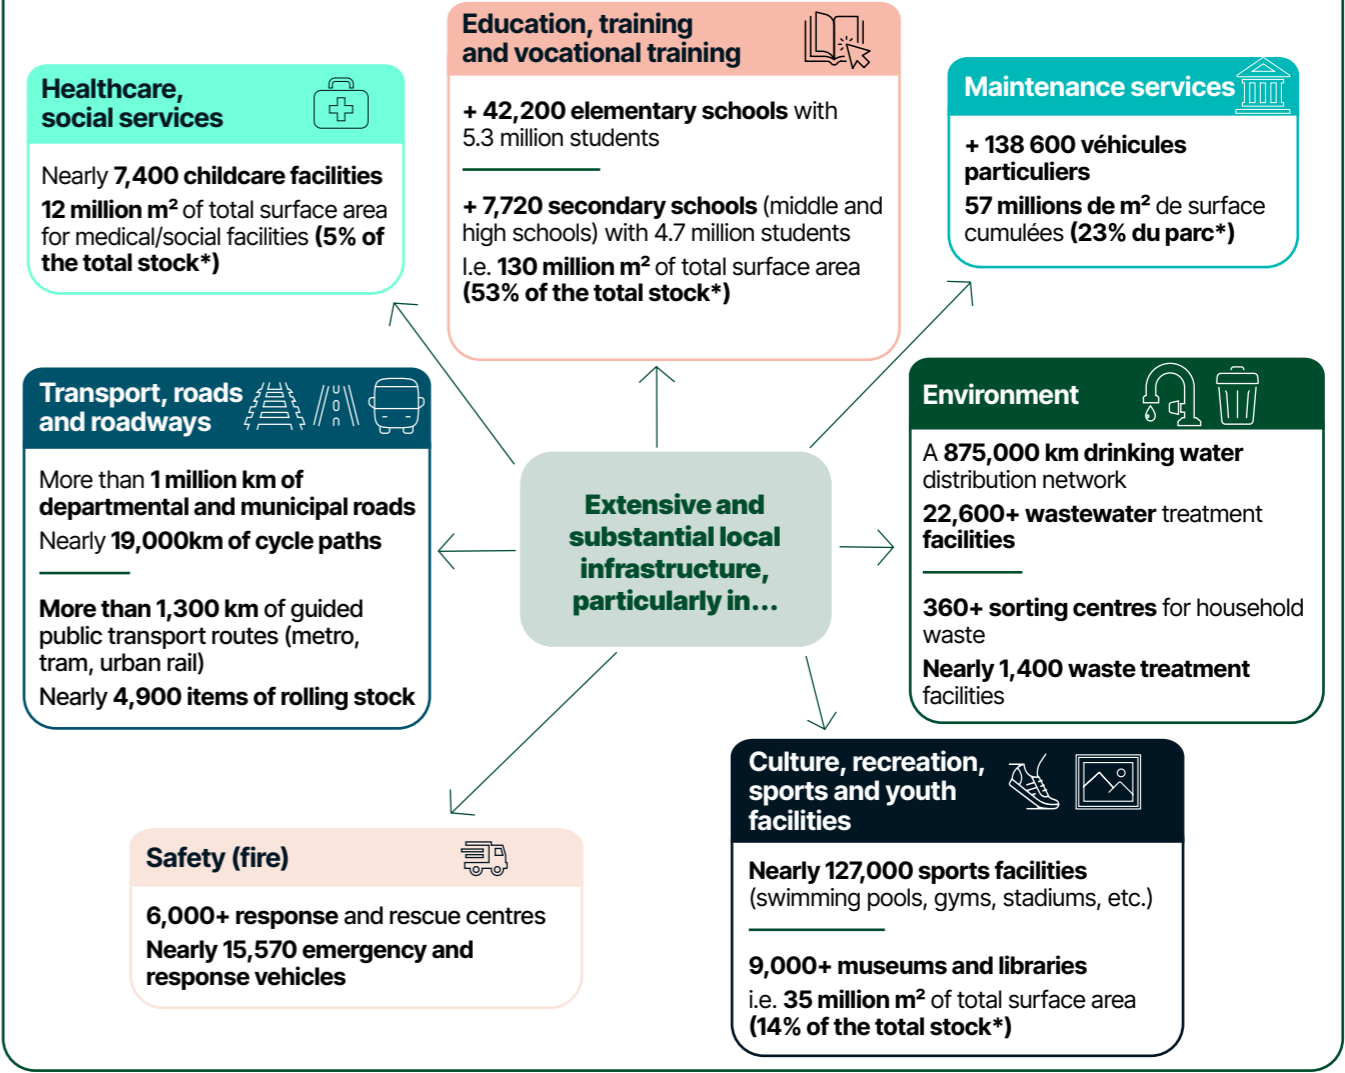 Education, training
and vocational training
+ 42,200 elementary schools with
5.3 million students
+ 7,720 secondary schools (middle and
high schools) with 4.7 million students
I.e. 130 million m² of total surface area
(53% of the total stock*)
Healthcare,
social services
Nearly 7,400 childcare facilities
12 million m² of total surface area
for medical/social facilities (5% of
the total stock*)
Maintenance services
+ 138 600 véhicules
particuliers
57 millions de m² de surface
cumulées (23% du parc*)
Transport, roads
and roadways
More than 1 million km of
departmental and municipal roads
Nearly 19,000km of cycle paths
More than 1,300 km of guided
public transport routes (metro,
tram, urban rail)
Nearly 4,900 items of rolling stock
Extensive and
substantial local
infrastructure,
particularly in...
Environment
A 875,000 km drinking water
distribution network
22,600+ wastewater treatment
facilities
360+ sorting centres for household
waste
Nearly 1,400 waste treatment
facilities
Safety (fire)
6,000+ response and rescue centres
Nearly 15,570 emergency and
response vehicles
Culture, recreation,
sports and youth
facilities
Nearly 127,000 sports facilities
(swimming pools, gyms, stadiums, etc.)
9,000+ museums and libraries
i.e. 35 million m² of total surface area
(14% of the total stock*)